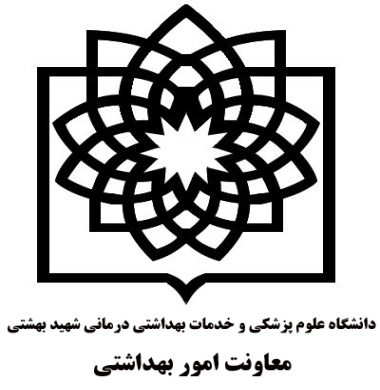 دانشگاه علوم پزشکی و خدمات بهداشتی درمانی شهید بهشتی
معاونت امور بهداشتی